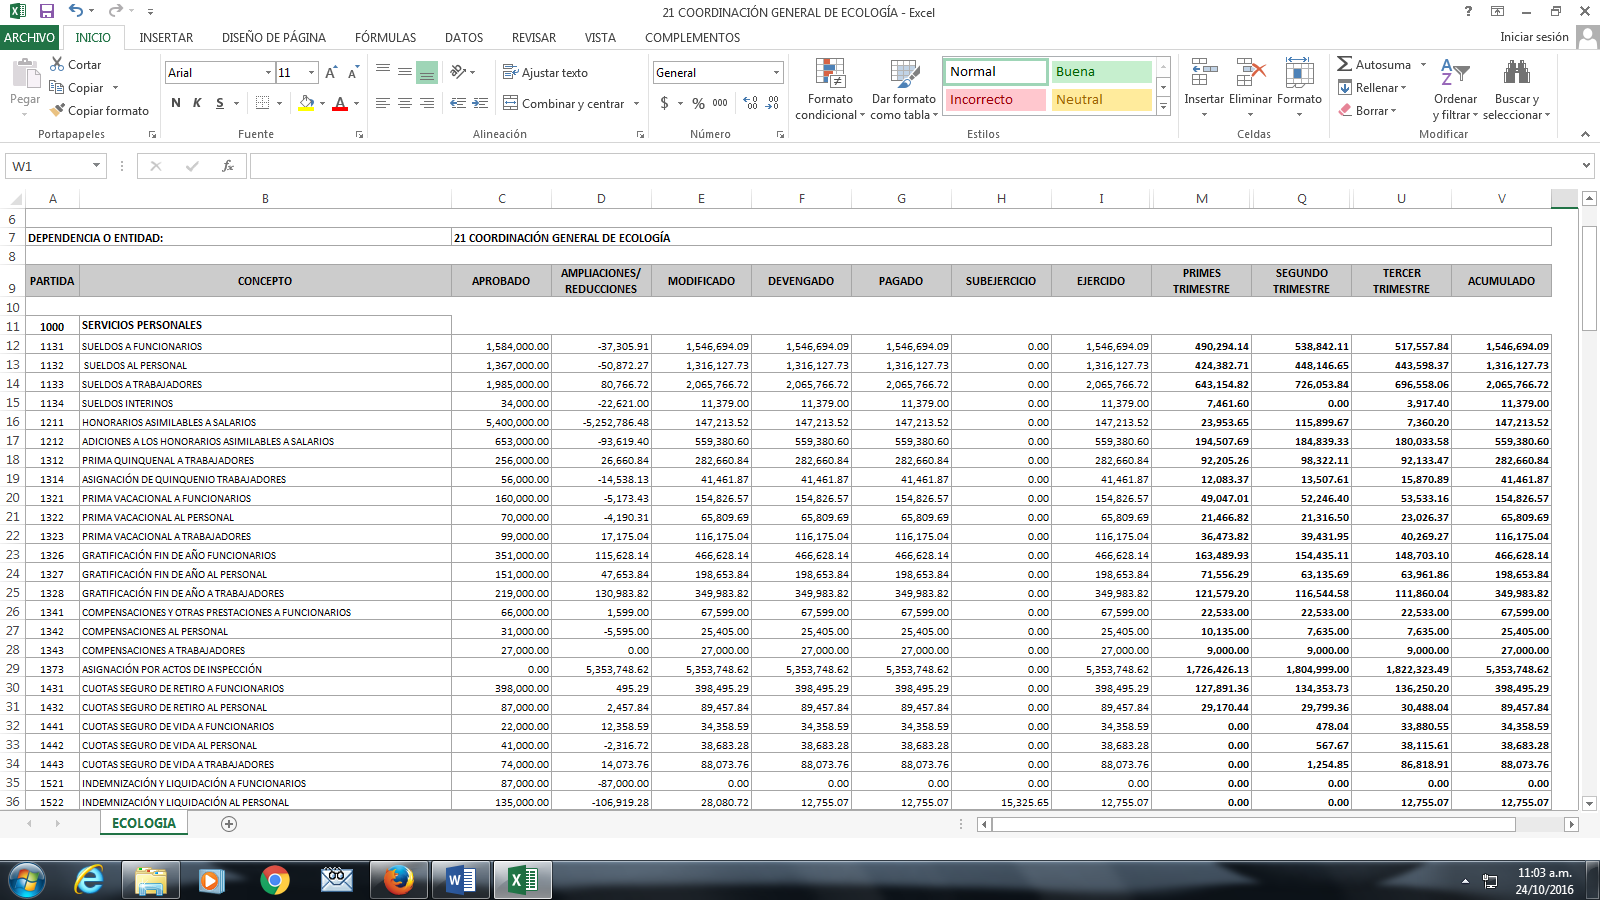 21 COORDINACIÓN GENERAL DE ECOLOGÍA - Excel
ARCHIVO INICIO INSERTAR DISEÑO DE PÁGINA FÓRMULAS DATOS REVISAR VISTA COMPLEMENTOS Iniciar sesión
Pegar
Cortar
Copiar
Copiar formato
Portapapeles
Arial 11
N K S
Fuente
Ajustar texto
Combinar y centrar
Alineación
General
$ % 000
Número
Formato condicional
Dar formato como tabla
Normal Buena
Incorrecto Neutral
Estilos
Insertar Eliminar Formato
Celdas
Autosuma
Rellenar
Borrar
Ordenar y filtrar
Buscar y seleccionar
Modificar
W1 fx
A B C D E F G H I M Q U V
6
7 DEPENDENCIA O ENTIDAD: 21 COORDINACIÓN GENERAL DE ECOLOGÍA
8
9 PARTIDA CONCEPTO APROBADO AMPLIACIONES/ REDUCCIONES MODIFICADO DEVENGADO PAGADO SUBEJERCICIO EJERCIDO PRIMES TRIMESTRE SEGUNDO TRIMESTRE TERCER TRIMESTRE ACUMULADO
10
11 1000 SERVICIOS PERSONALES
12 1131 SUELDOS A FUNCIONARIOS 1,584,000.00 -37,305.91 1,546,694.09 1,546,694.09 1,546,694.09 0.00 1,546,694.09 490,294.14 538,842.11 517,557.84 1,546,694.09
13 1132 SUELDOS AL PERSONAL 1,367,000.00 -50,872.27 1,316,127.73 1,316,127.73 1,316,127.73 0.00 1,316,127.73 424,382.71 448,146.65 443,598.37 1,316,127.73
14 1133 SUELDOS A TRABAJADORES 1,985,000.00 80,766.72 2,065,766.72 2,065,766.72 2,065,766.72 0.00 2,065,766.72 643,154.82 726,053.84 696,558.06 2,065,766.72
15 1134 SUELDOS INTERINOS 34,000.00 -22,621.00 11,379.00 11,379.00 11,379.00 0.00 11,379.00 7,461.60 0.00 3,917.40 11,379.00
16 1211 HONORARIOS ASIMILABLES A SALARIOS 5,400,000.00 -5,252,786.48 147,213.52 147,213.52 147,213.52 0.00 147,213.52 23,953.65 115,899.67 7,360.20 147,213.52
17 1212 ADICIONES A LOS HONORARIOS ASIMILABLES A SALARIOS 653,000.00 -93,619.40 559,380.60 559,380.60 559,380.60 0.00 559,380.60 194,507.69 184,839.33 180,033.58 559,380.60
18 1312 PRIMA QUINQUENAL A TRABAJADORES 256,000.00 26,660.84 282,660.84 282,660.84 282,660.84 0.00 282,660.84 92,205.26 98,322.11 92,133.47 282,660.84
19 1314 ASIGNACIÓN DE QUINQUENIO TRABAJADORES 56,000.00 -14,538.13 41,461.87 41,461.87 41,461.87 0.00 41,461.87 12,083.37 13,507.61 15,870.89 41,461.87
20 1321 PRIMA VACACIONAL A FUNCIONARIOS 160,000.00 -5,173.43 154,826.57 154,826.57 154,826.57 0.00 154,826.57 49,047.01 52,246.40 53,533.16 154,826.57
21 1322 PRIMA VACACIONAL AL PERSONAL 70,000.00 -4,190.31 65,809.69 65,809.69 65,809.69 0.00 65,809.69 21,466.82 21,316.50 23,026.37 65,809.69
22 1323 PRIMA VACACIONAL A TRABAJADORES 99,000.00 17,175.04 116,175.04 116,175.04 116,175.04 0.00 116,175.04 36,473.82 39,431.95 40,269.27 116,175.04
23 1326 GRATIFICACIÓN FIN DE AÑO FUNCIONARIOS 351,000.00 115,628.14 466,628.14 466,628.14 466,628.14 0.00 466,628.14 163,489.93 154,435.11 148,703.10 466,628.14
24 1327 GRATIFICACIÓN FIN DE AÑO AL PERSONAL 151,000.00 47,653.84 198,653.84 198,653.84 198,653.84 0.00 198,653.84 71,556.29 63,135.69 63,961.86 198,653.84
25 1328 GRATIFICACIÓN FIN DE AÑO A TRABAJADORES 219,000.00 130,983.82 349,983.82 349,983.82 349,983.82 0.00 349,983.82 121,579.20 116,544.58 111,860.04 349,983.82
26 1341 COMPENSACIONES Y OTRAS PRESTACIONES A FUNCIONARIOS 66,000.00 1,599.00 67,599.00 67,599.00 67,599.00 0.00 67,599.00 22,533.00 22,533.00 22,533.00 67,599.00
27 1342 COMPENSACIONES AL PERSONAL 31,000.00 -5,595.00 25,405.00 25,405.00 25,405.00 0.00 25,405.00 10,135.00 7,635.00 7,635.00 25,405.00
28 1343 COMPENSACIONES A TRABAJADORES 27,000.00 0.00 27,000.00 27,000.00 27,000.00 0.00 27,000.00 9,000.00 9,000.00 9,000.00 27,000.00
29 1373 ASIGNACIÓN POR ACTOS DE INSPECCIÓN 0.00 5,353,748.62 5,353,748.62 5,353,748.62 5,353,748.62 0.00 5,353,748.62 1,726,426.13 1,804,999.00 1,822,323.49 5,353,748.62
30 1431 CUOTAS SEGURO DE RETIRO A FUNCIONARIOS 398,000.00 495.29 398,495.29 398,495.29 398,495.29 0.00 398,495.29 127,891.36 134,353.73 136,250.20 398,495.29
31 1432 CUOTAS SEGURO DE RETIRO AL PERSONAL 87,000.00 2,457.84 89,457.84 89,457.84 89,457.84 0.00 89,457.84 29,170.44 29,799.36 30,488.04 89,457.84
32 1441 CUOTAS SEGURO DE VIDA A FUNCIONARIOS 22,000.00 12,358.59 34,358.59 34,358.59 34,358.59 0.00 34,358.59 0.00 478.04 33,880.55 34,358.59
33 1442 CUOTAS SEGURO DE VIDA AL PERSONAL 41,000.00 -2,316.72 38,683.28 38,683.28 38,683.28 0.00 38,683.28 0.00 567.67 38,115.61 38,683.28
34 1443 CUOTAS SEGURO DE VIDA A TRABAJADORES 74,000.00 14,073.76 88,073.76 88,073.76 88,073.76 0.00 88,073.76 0.00 1,254.85 86,818.91 88,073.76
35 1521 INDEMNIZACIÓN Y LIQUIDACIÓN A FUNCIONARIOS 87,000.00 -87,000.00 0.00 0.00 0.00 0.00 0.00 0.00 0.00 0.00 0.00
36 1522 INDEMNIZACIÓN Y LIQUIDACIÓN AL PERSONAL 135,000.00 -106,919.28 28,080.72 12,755.07 12,755.07 15,325.65 12,755.07 0.00 0.00 12,755.07 12,755.07
ECOLOGIA
11:03 a.m.
24/10/2016